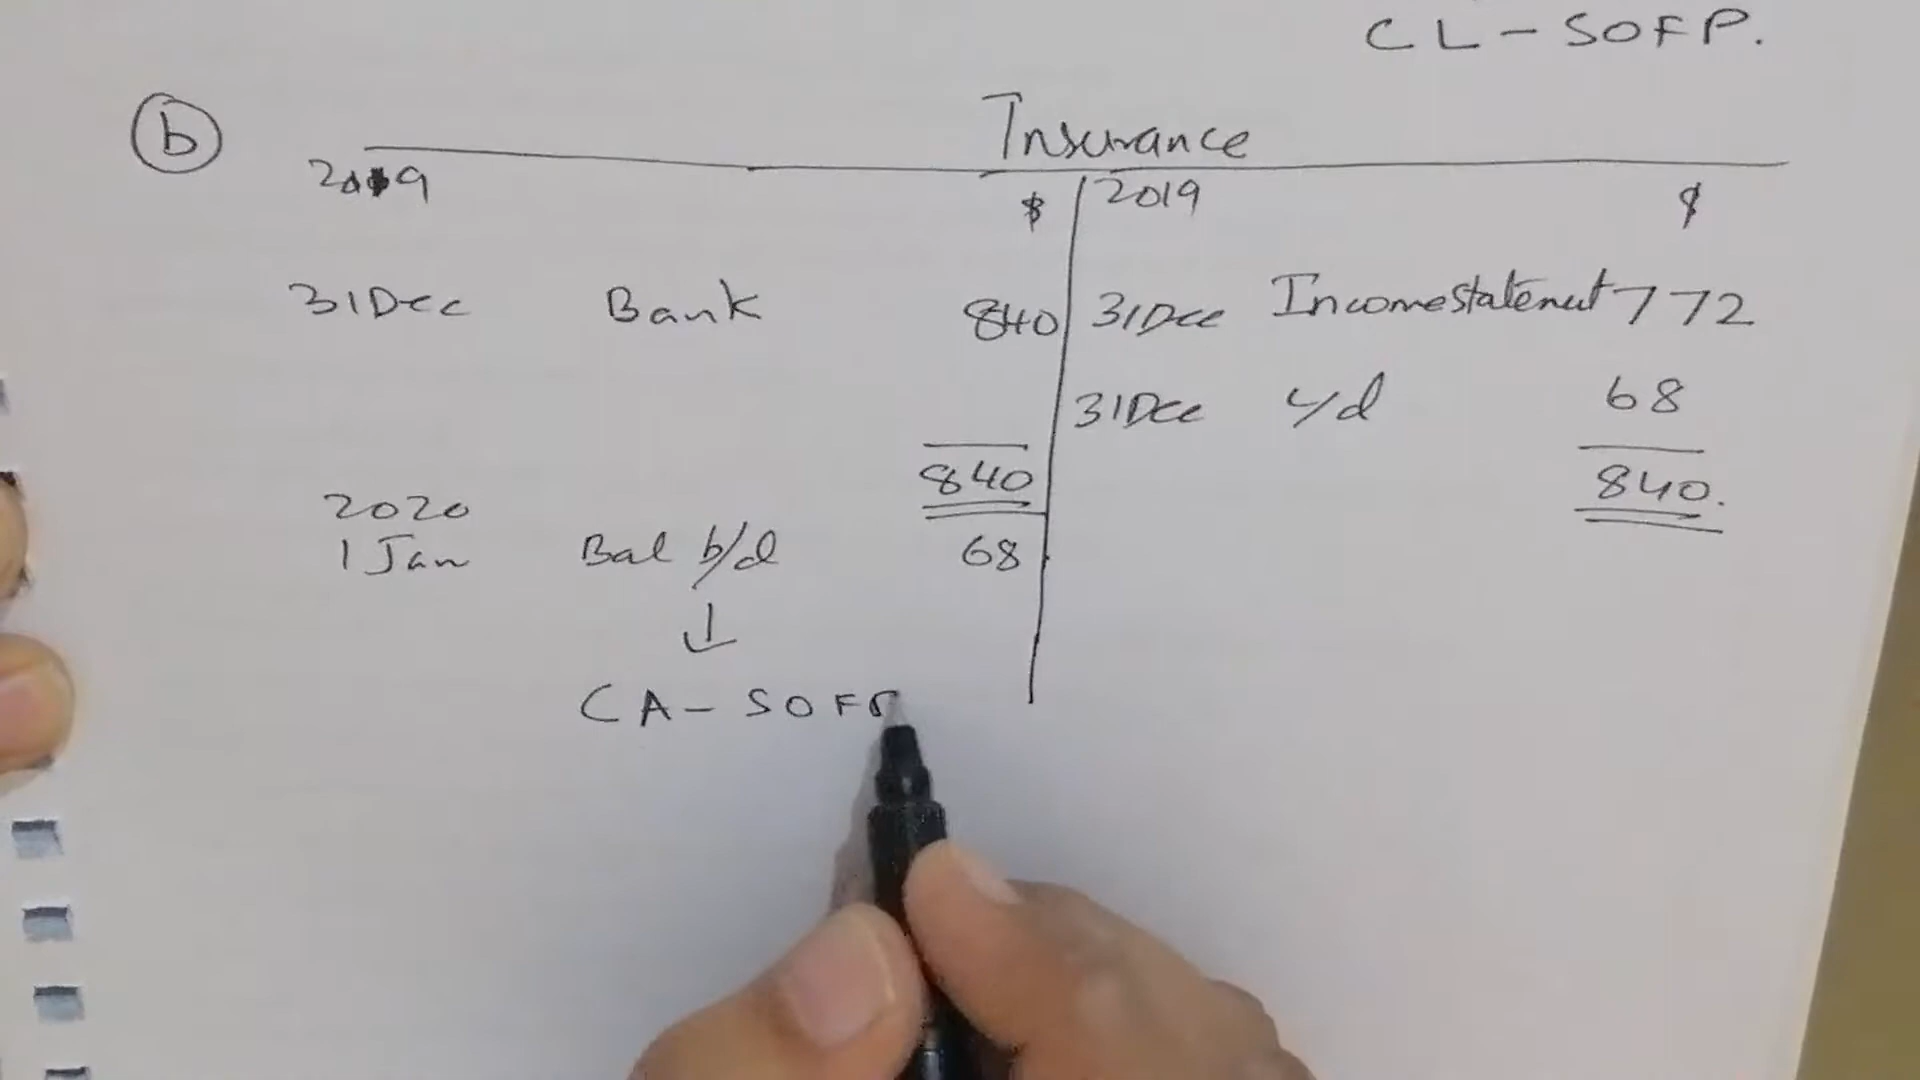 CL - SOFP.
b
Insurance
2019 $ 2019 $
31Dec Bank 840 31Dec Incomestatement 772
31Dec c/d 68
840 840.
2020
1 Jan Bal b/d 68
CA - SOFP